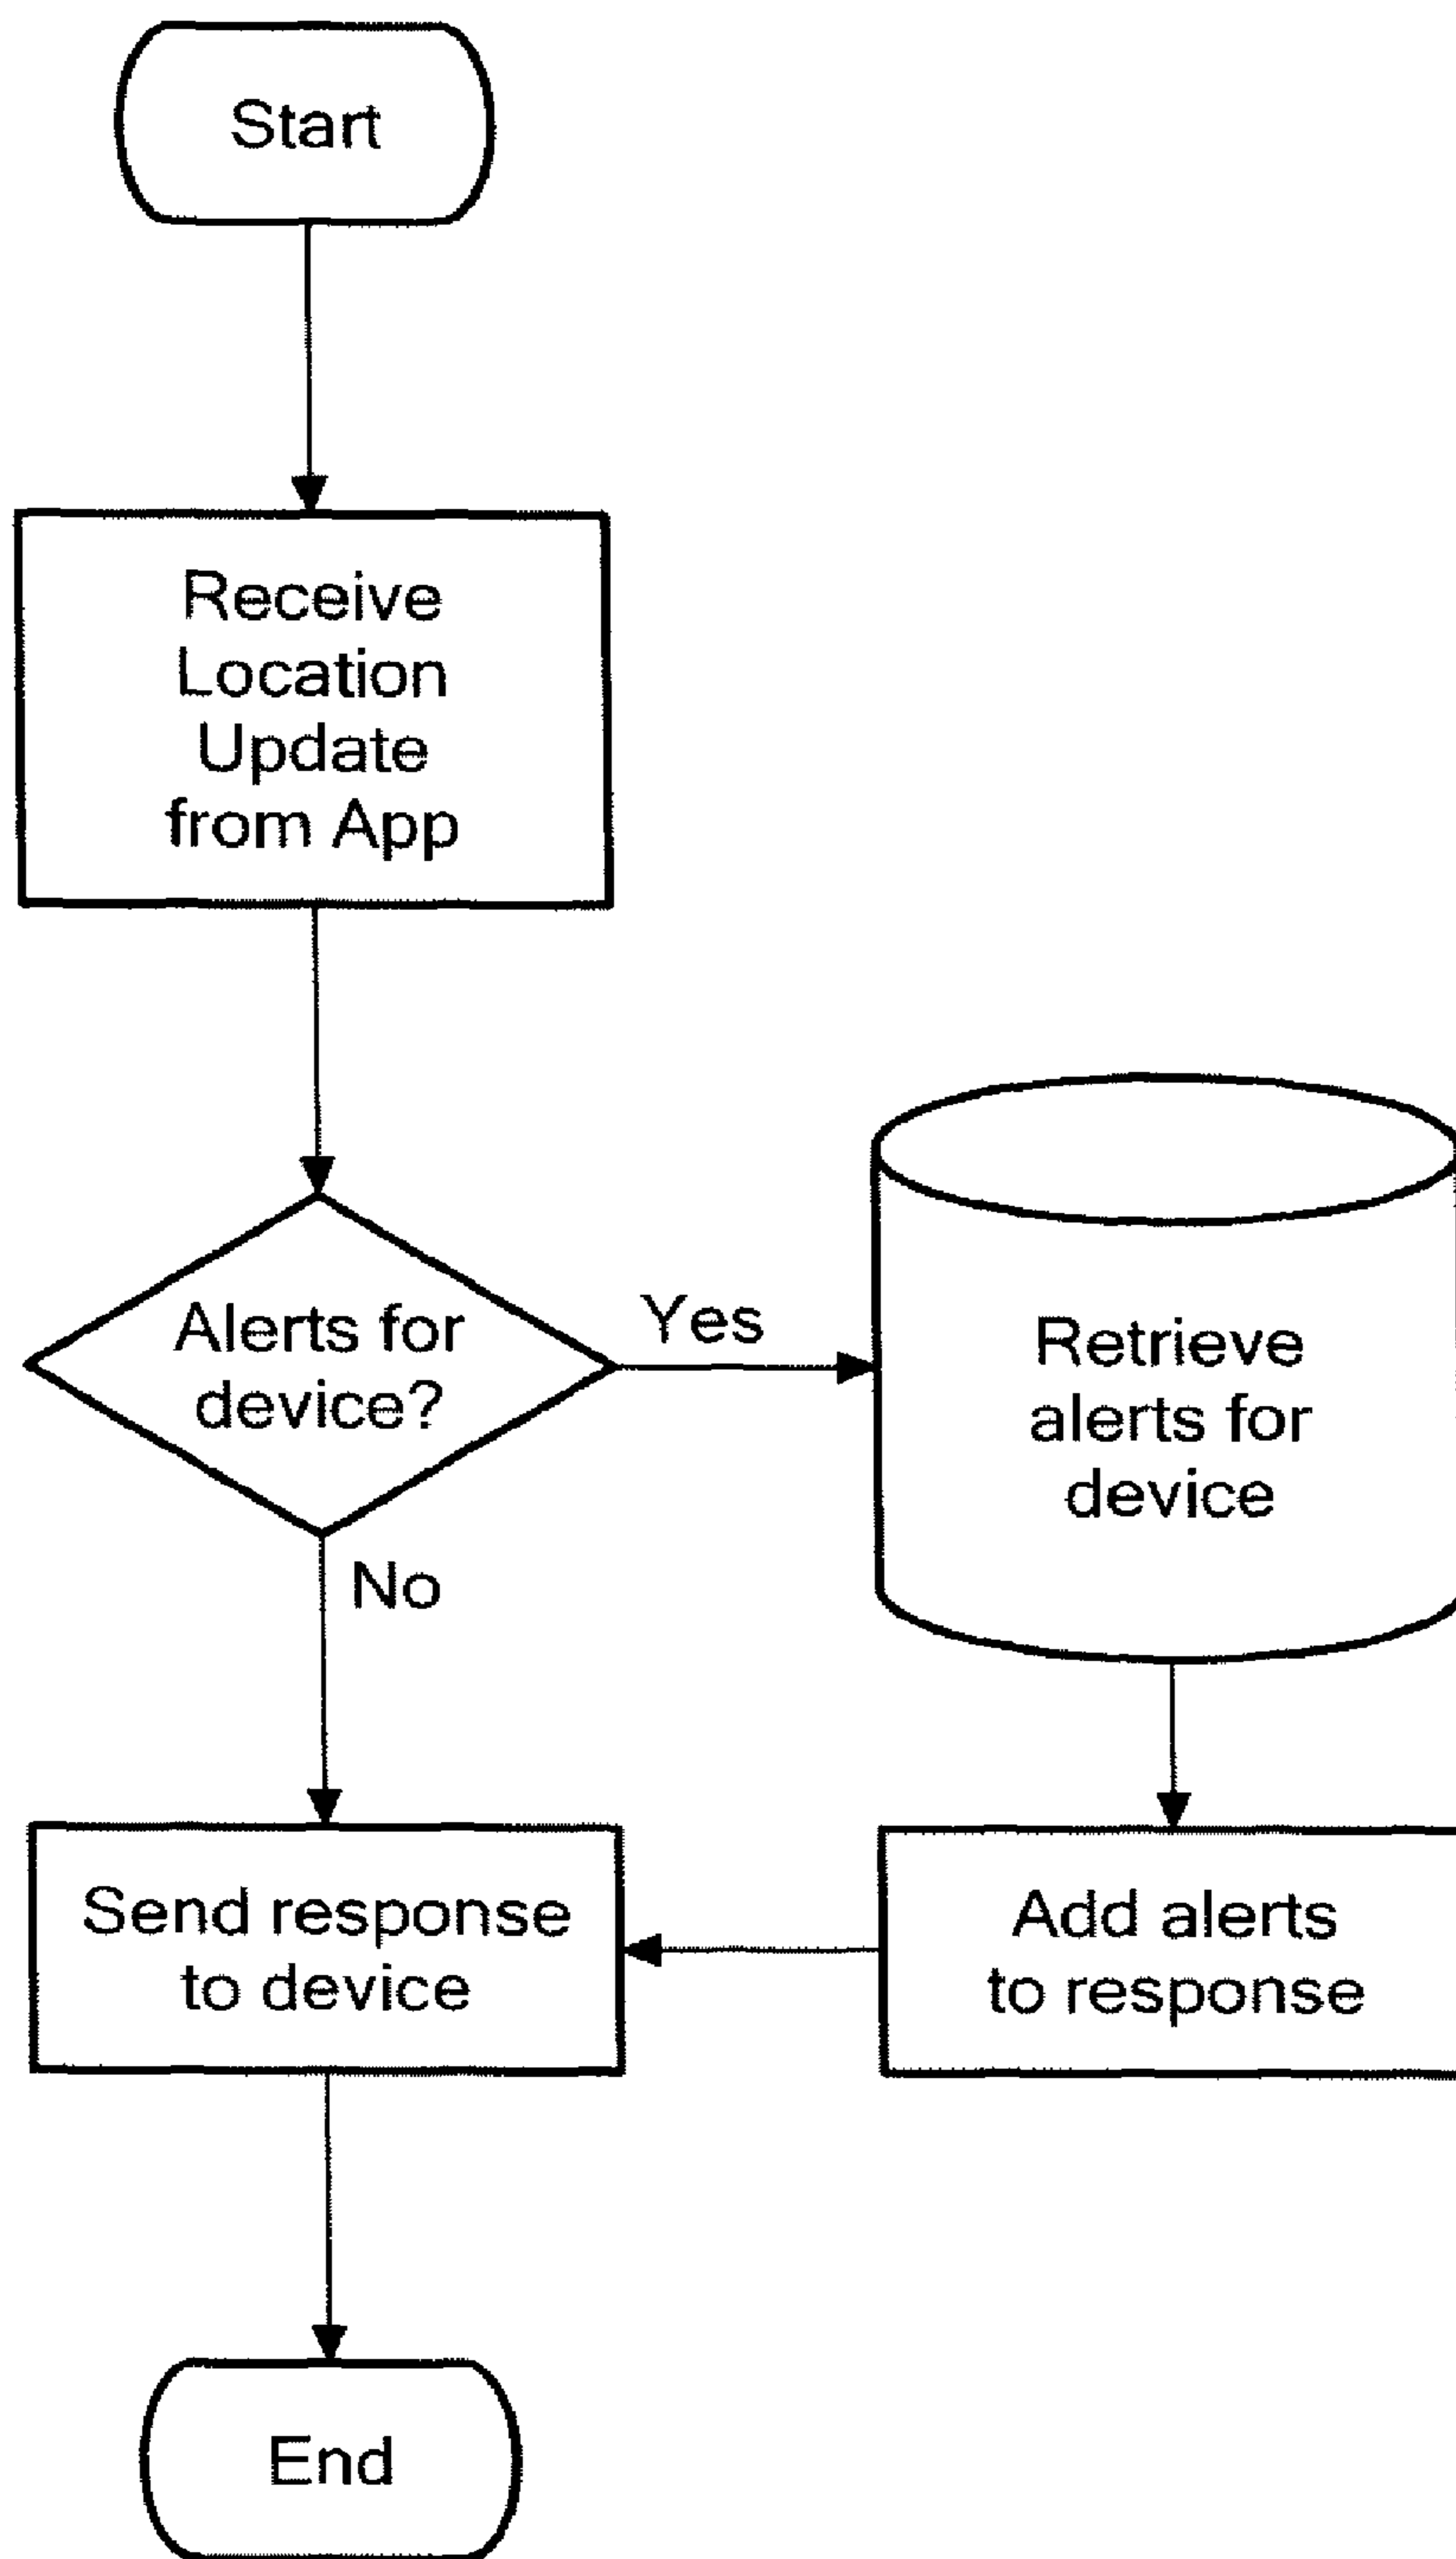 Start
Receive
Location
Update
from App
Alerts for
device?
Yes
No
Retrieve
alerts for
device
Add alerts
to response
Send response
to device
End